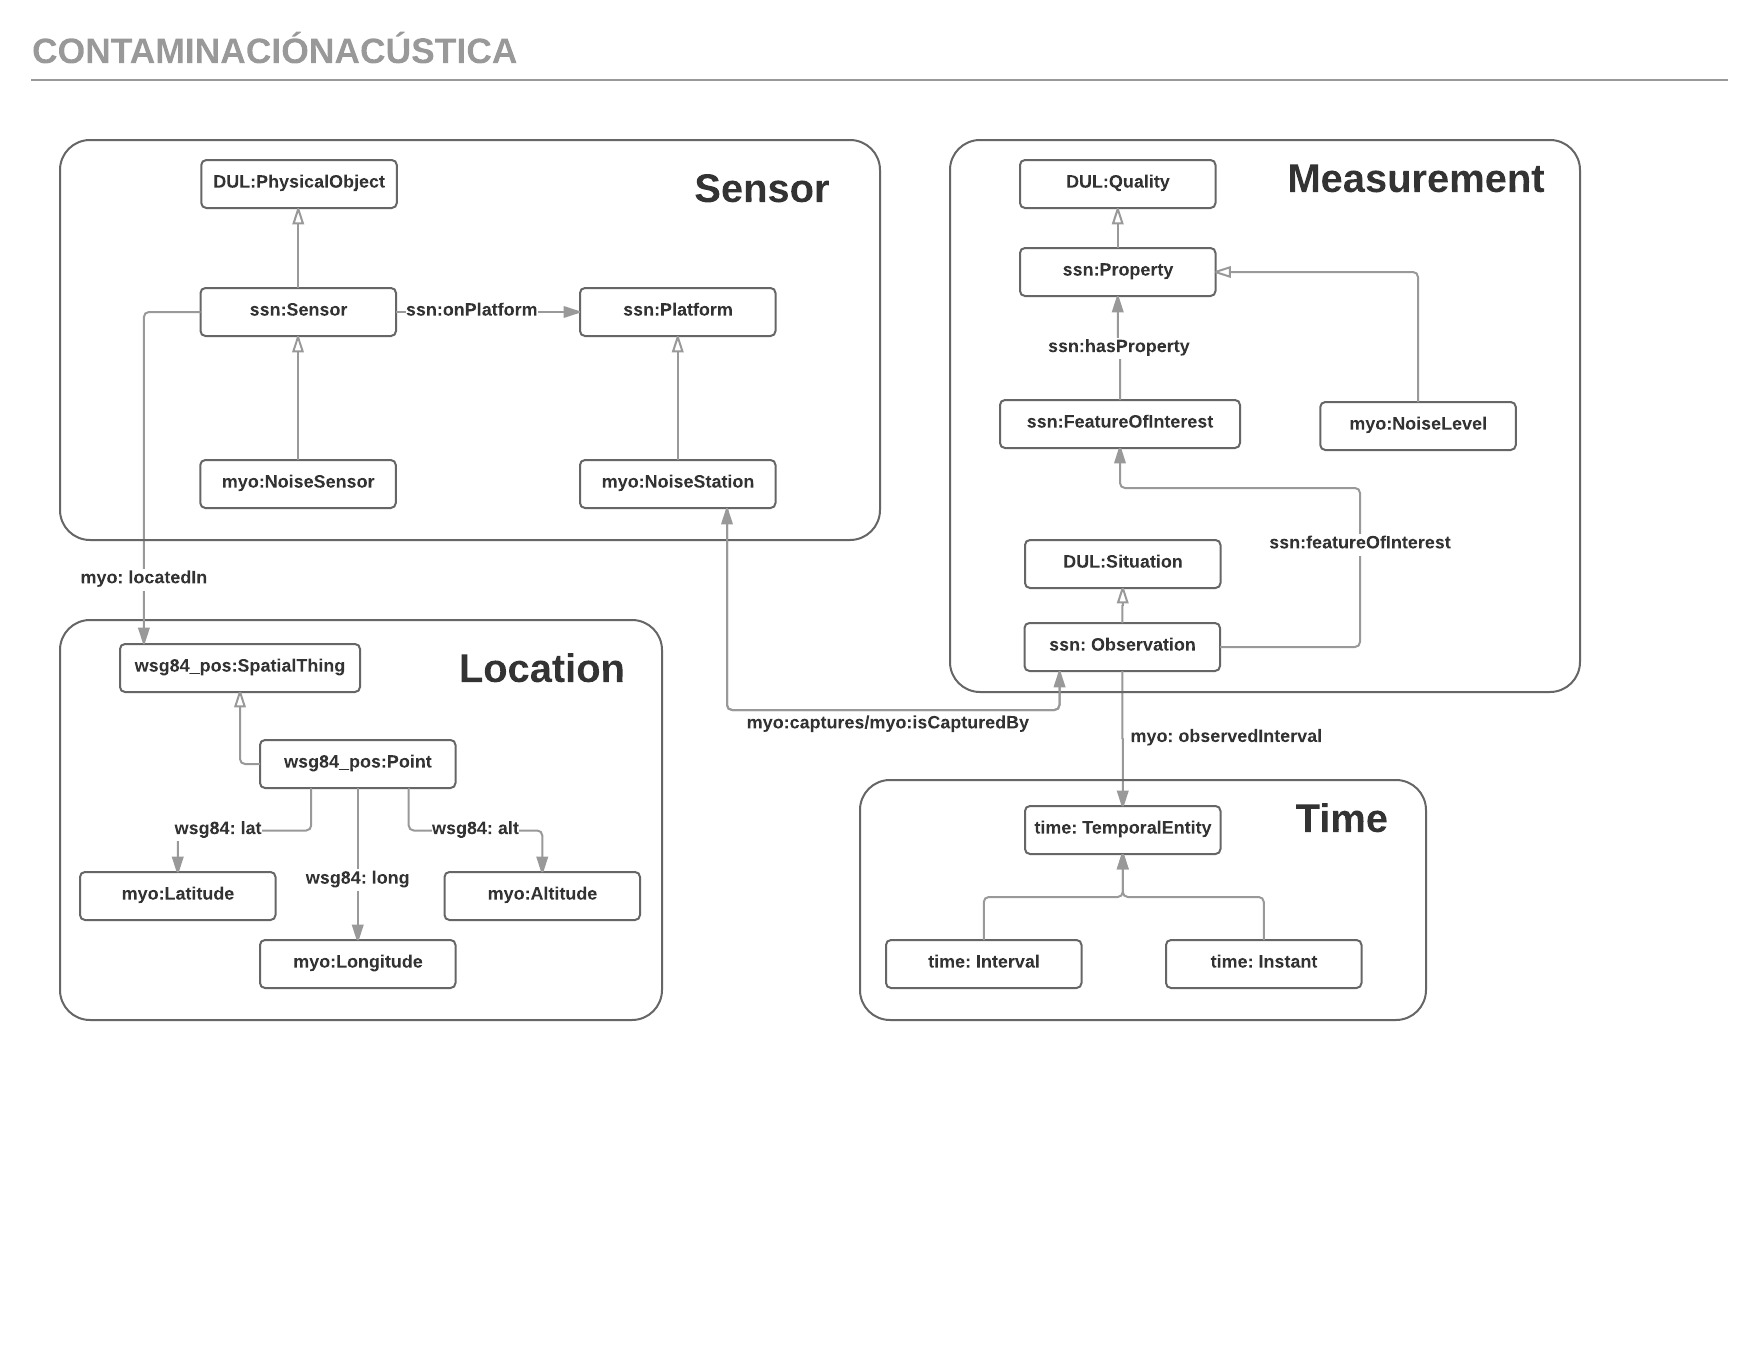 CONTAMINACIÓNACÚSTICA
Sensor
DUL:PhysicalObject
ssn:Sensor
ssn:onPlatform
ssn:Platform
myo:NoiseSensor
myo:NoiseStation
myo: locatedIn
Measurement
DUL:Quality
ssn:Property
ssn:hasProperty
ssn:FeatureOfInterest
myo:NoiseLevel
ssn:featureOfInterest
DUL:Situation
ssn: Observation
myo:captures/myo:isCapturedBy
myo: observedInterval
Location
wsg84_pos:SpatialThing
wsg84_pos:Point
wsg84: lat
wsg84: alt
wsg84: long
myo:Latitude
myo:Altitude
myo:Longitude
Time
time: TemporalEntity
time: Interval
time: Instant